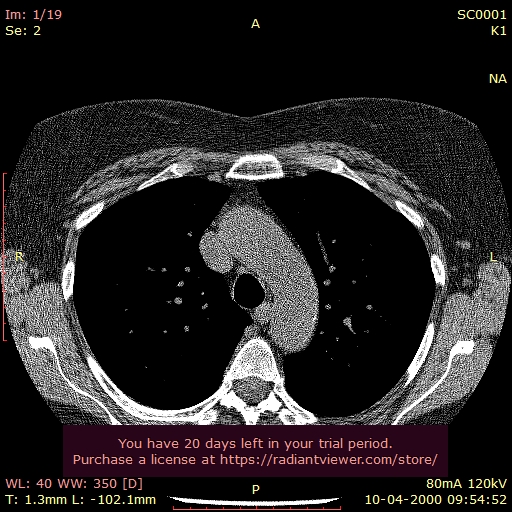 Im: 1/19
Se: 2
A
SC0001
K1
NA
R
L
You have 20 days left in your trial period.
Purchase a license at https://radiantviewer.com/store/
WL: 40 WW: 350 [D]
T: 1.3mm L: -102.1mm
P
80mA 120kV
10-04-2000 09:54:52